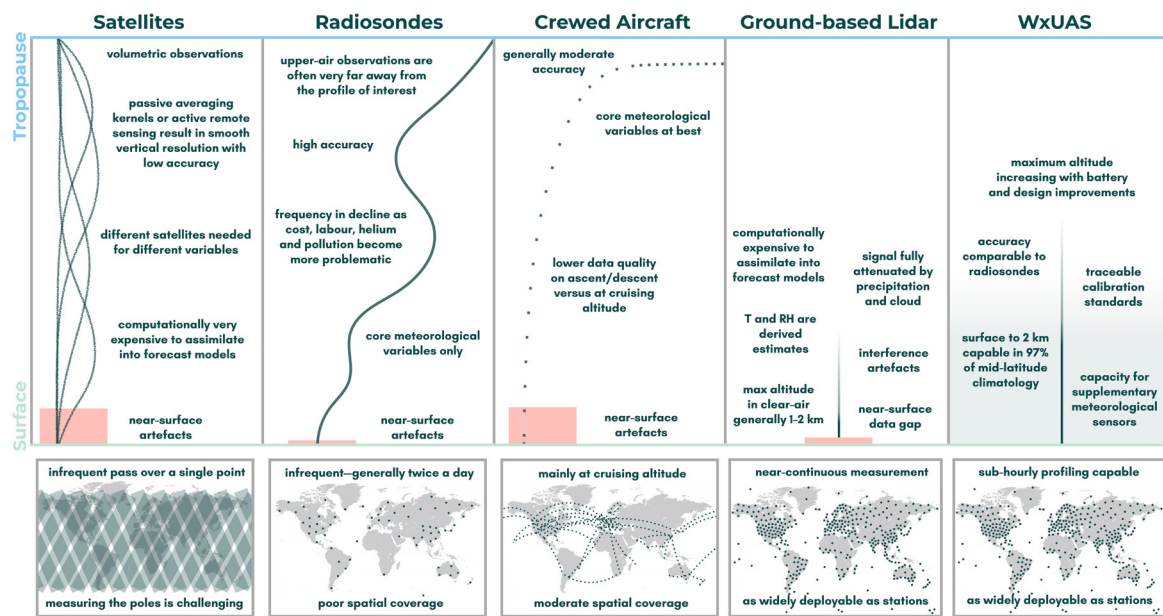 Satellites
Radiosondes
Crewed Aircraft
Ground-based Lidar
WxUAS
Tropopause
Surface
volumetric observations
passive averaging
kernels or active remote
sensing result in smooth
vertical resolution with
low accuracy
different satellites needed
for different variables
computationally very
expensive to assimilate
into forecast models
near-surface
artefacts
upper-air observations are
often very far away from
the profile of interest
high accuracy
frequency in decline as
cost, labour, helium
and pollution become
more problematic
core meteorological
variables only
near-surface
artefacts
generally moderate
accuracy
core meteorological
variables at best
lower data quality
on ascent/descent
versus at cruising
altitude
near-surface
artefacts
computationally
expensive to
assimilate into
forecast models
signal fully
attenuated by
precipitation
and cloud
T and RH are
derived
estimates
interference
artefacts
max altitude
in clear-air
generally 1–2 km
near-surface
data gap
maximum altitude
increasing with battery
and design improvements
accuracy
comparable to
radiosondes
traceable
calibration
standards
surface to 2 km
capable in 97%
of mid-latitude
climatology
capacity for
supplementary
meteorological
sensors
infrequent pass over a single point
measuring the poles is challenging
infrequent—generally twice a day
poor spatial coverage
mainly at cruising altitude
moderate spatial coverage
near-continuous measurement
as widely deployable as stations
sub-hourly profiling capable
as widely deployable as stations